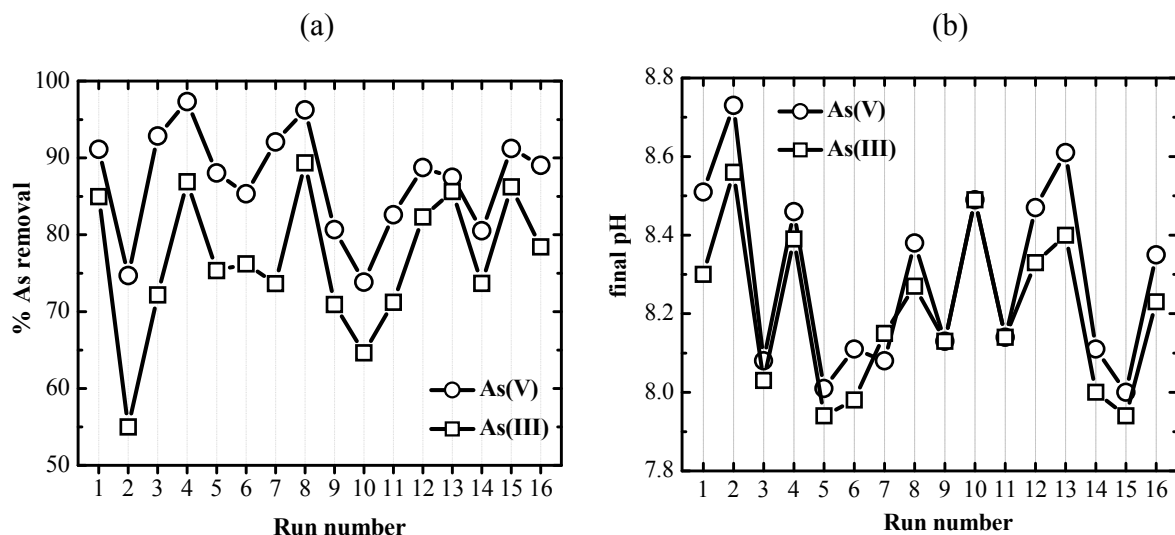 (a)
100
90
80
70
60
50
% As removal
As(V)
As(III)
1 2 3 4 5 6 7 8 9 10 11 12 13 14 15 16
Run number
(b)
8.8
8.6
8.4
8.2
8.0
7.8
final pH
As(V)
As(III)
1 2 3 4 5 6 7 8 9 10 11 12 13 14 15 16
Run number